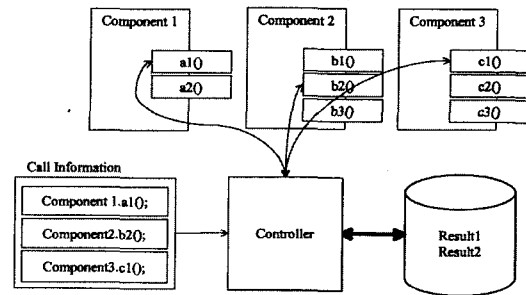 Component 1
Component 2
Component 3
a1()
a2()
b1()
b2()
b3()
c1()
c2()
c3()
Call Information
Component 1.a1();
Component2.b2();
Component3.c1();
Controller
Result1
Result2